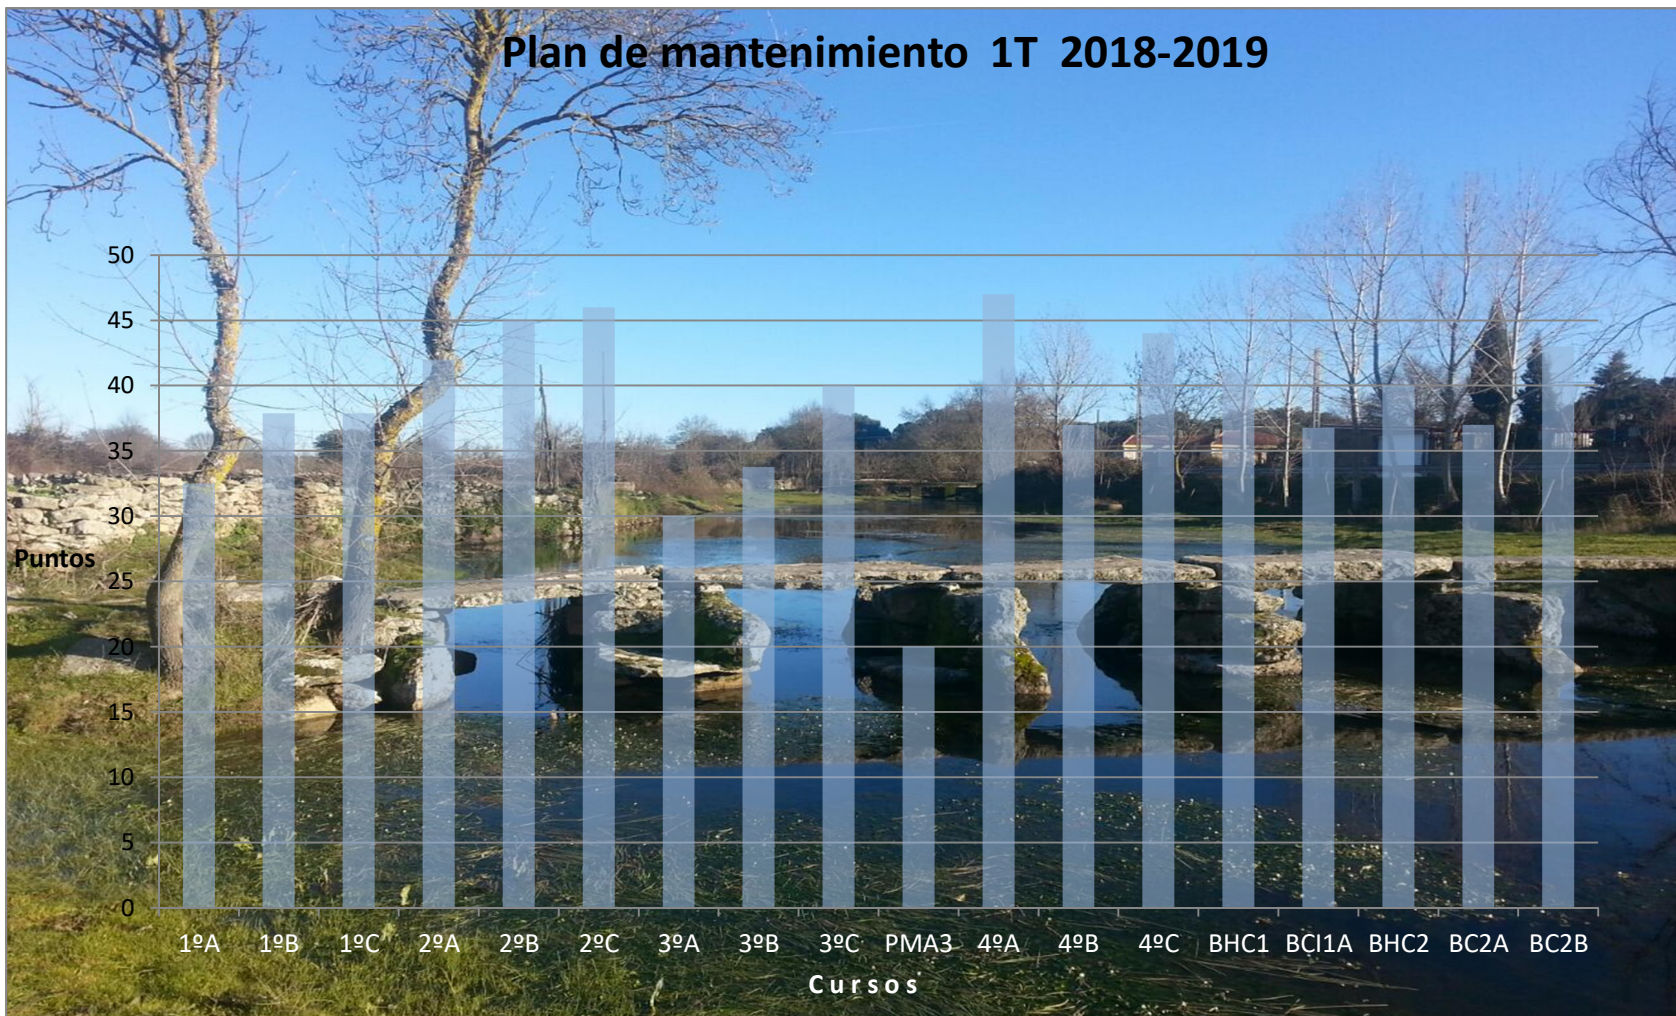 Plan de mantenimiento 1T 2018-2019
50
45
40
35
30
25
20
15
10
5
0
Puntos
1ºA 1ºB 1ºC 2ºA 2ºB 2ºC 3ºA 3ºB 3ºC PMA3 4ºA 4ºB 4ºC BHC1 BCI1A BHC2 BC2A BC2B
Cursos